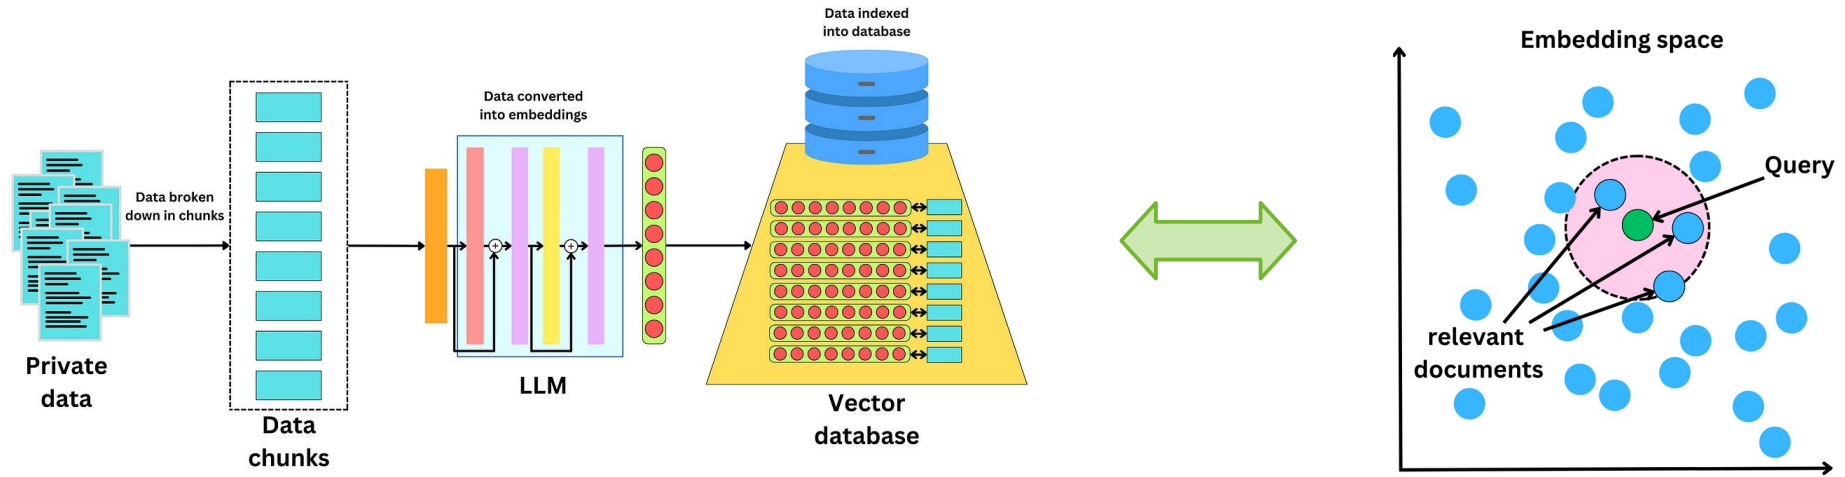 Data indexed
into database
Embedding space
Data converted
into embeddings
Data broken
down in chunks
Query
Private
data
Data
chunks
LLM
+
+
Vector
database
relevant
documents